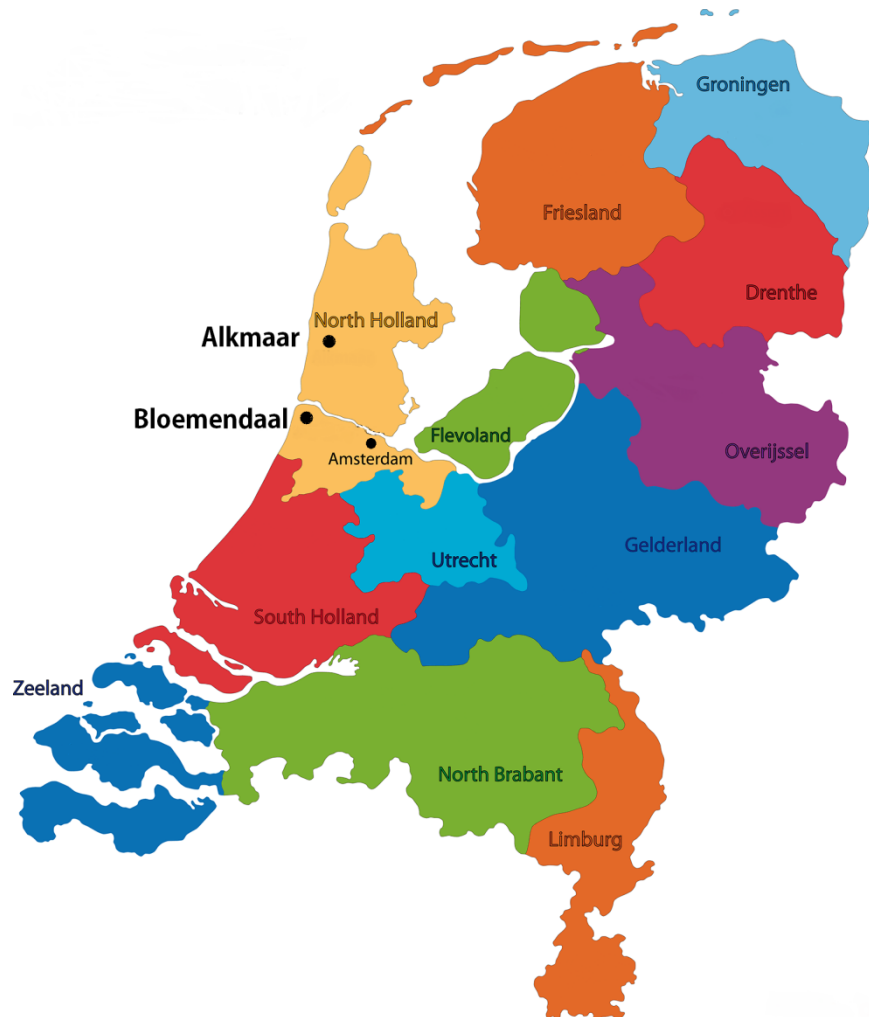 Groningen
Friesland
Drenthe
North Holland
Alkmaar
Bloemendaal
Flevoland
Amsterdam
Overijssel
Gelderland
Utrecht
South Holland
Zeeland
North Brabant
Limburg